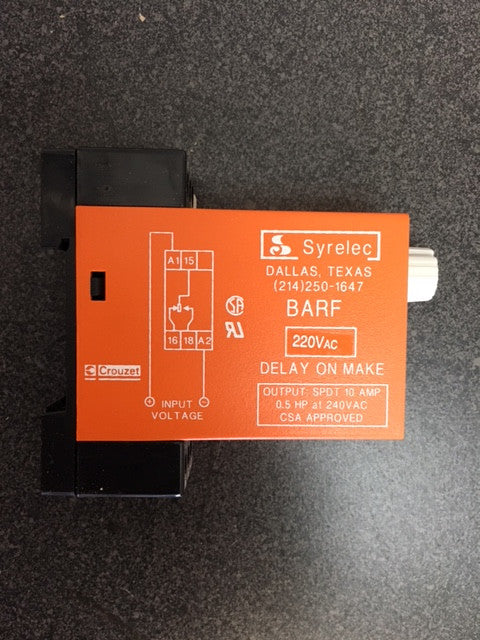 Syrelec
DALLAS, TEXAS
(214)250-1647
BARF
220VAC
DELAY ON MAKE
OUTPUT: SPDT 10 AMP
0.5 HP at 240VAC
CSA APPROVED
A1 15
16 18 A2
+ INPUT −
VOLTAGE
Crouzet